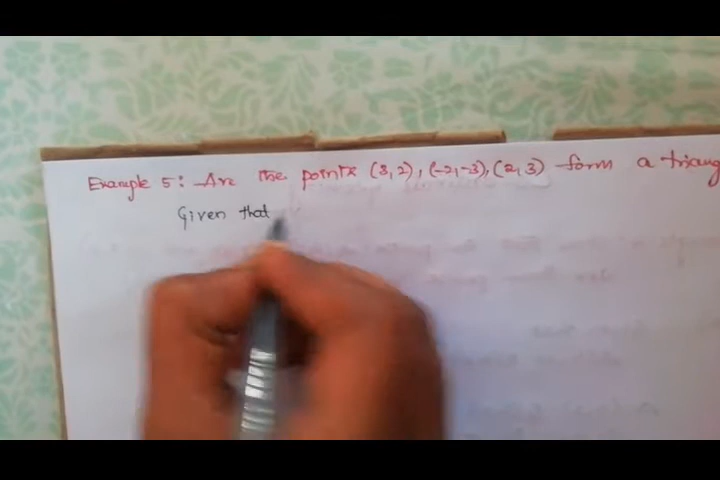 Example 5: Are the points (3,2), (-2,-3), (2,3) form a triang
Given that